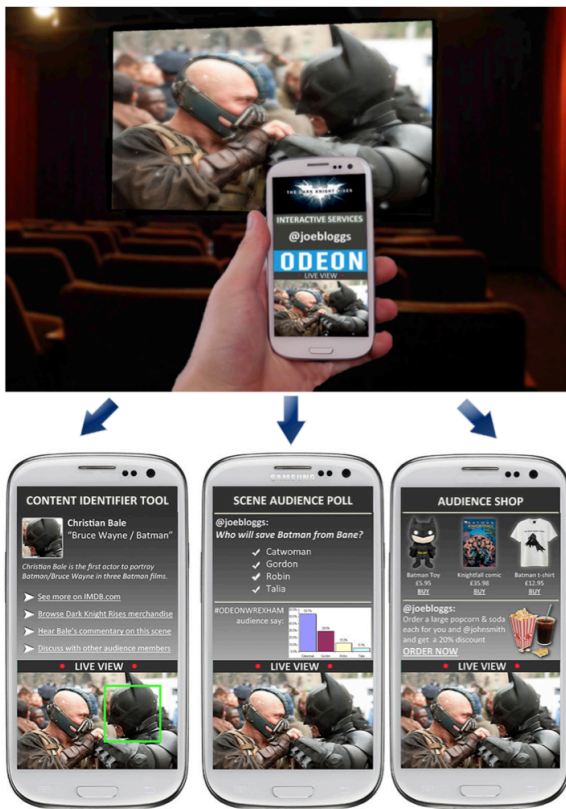 THE DARK KNIGHT RISES
INTERACTIVE SERVICES
@joebloggs
ODEON
LIVE VIEW
CONTENT IDENTIFIER TOOL
Christian Bale
"Bruce Wayne / Batman"
Christian Bale is the first actor to portray
Batman/Bruce Wayne in three Batman films.
See more on IMDB.com
Browse Dark Knight Rises merchandise
Hear Bale's commentary on this scene
Discuss with other audience members
LIVE VIEW
SAMSUNG
SCENE AUDIENCE POLL
@joebloggs:
Who will save Batman from Bane?
Catwoman
Gordon
Robin
Talia
#ODEONWREXHAM
audience say:
LIVE VIEW
AUDIENCE SHOP
Batman Toy
£5.95
BUY
Knightfall comic
£35.98
BUY
Batman t-shirt
£12.95
BUY
@joebloggs:
Order a large popcorn & soda
each for you and @johnsmith
and get a 20% discount
ORDER NOW
LIVE VIEW